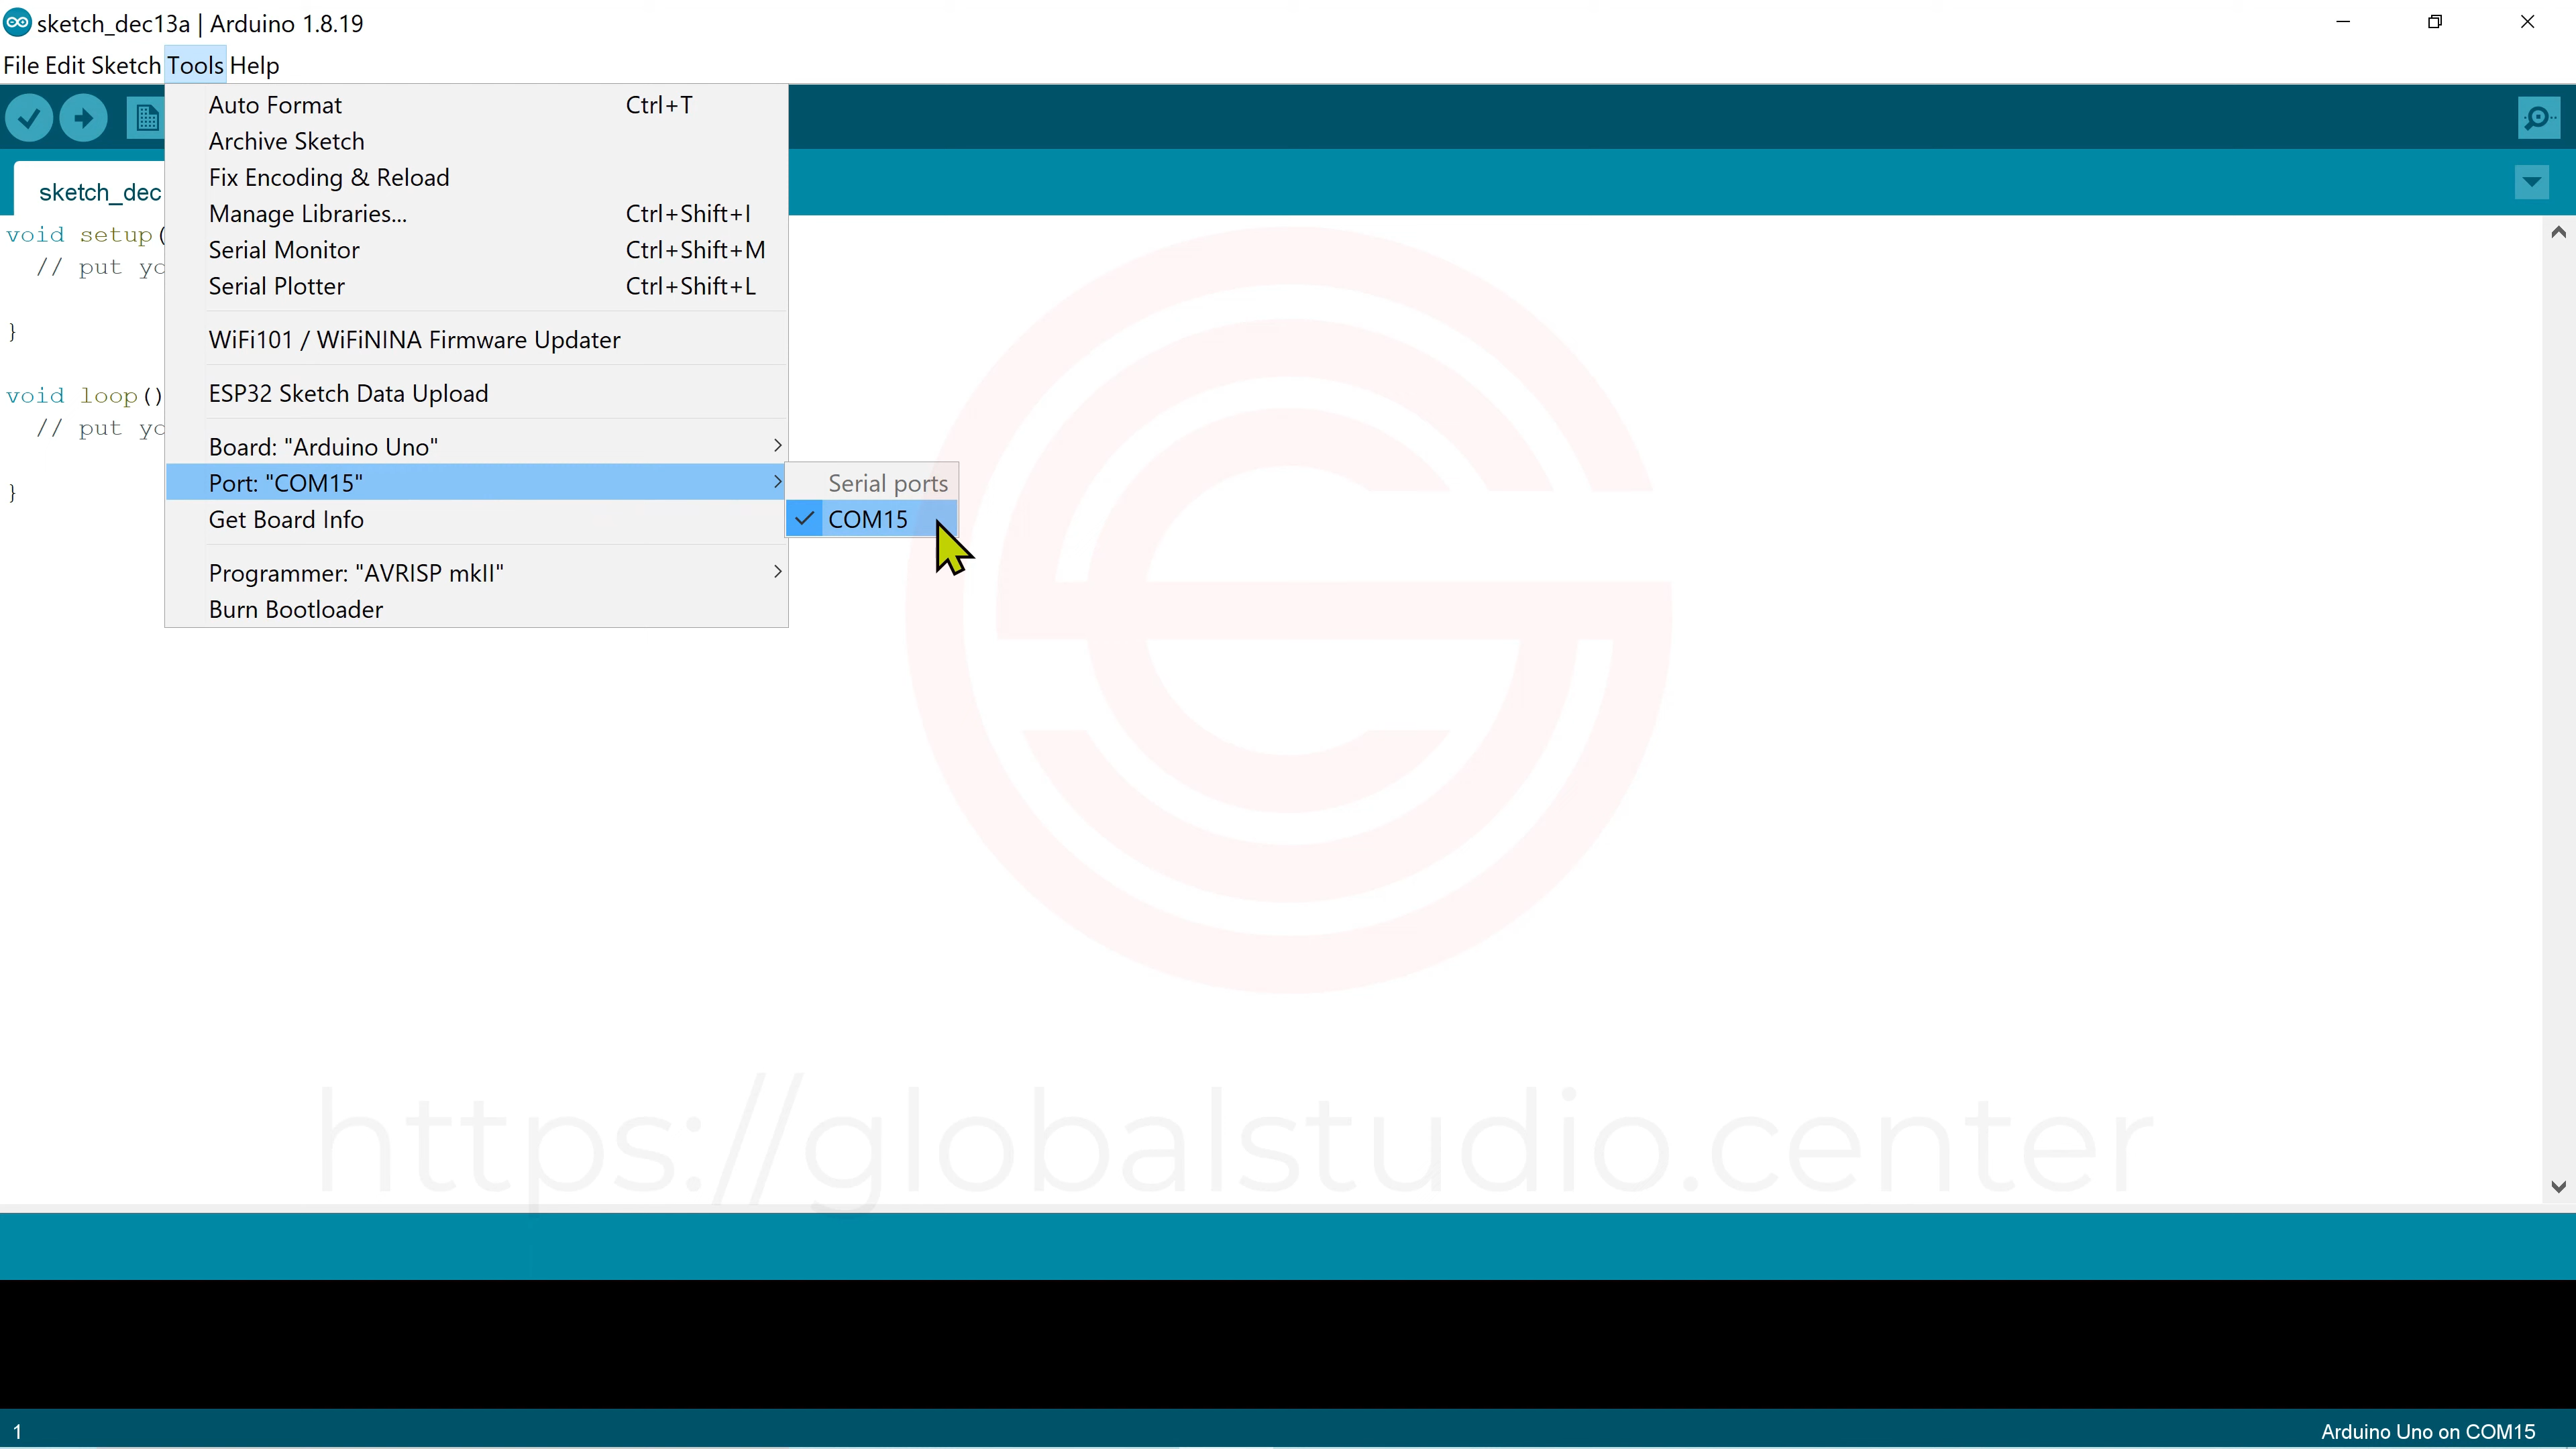 sketch_dec13a | Arduino 1.8.19
File Edit Sketch Tools Help
Auto Format Ctrl+T
Archive Sketch
Fix Encoding & Reload
Manage Libraries... Ctrl+Shift+I
Serial Monitor Ctrl+Shift+M
Serial Plotter Ctrl+Shift+L
WiFi101 / WiFiNINA Firmware Updater
ESP32 Sketch Data Upload
Board: "Arduino Uno"
Port: "COM15"
Get Board Info
Programmer: "AVRISP mkII"
Burn Bootloader
Serial ports
COM15
sketch_dec
void setup(
// put yo
}
void loop()
// put yo
}
https://globalstudio.center
1
Arduino Uno on COM15